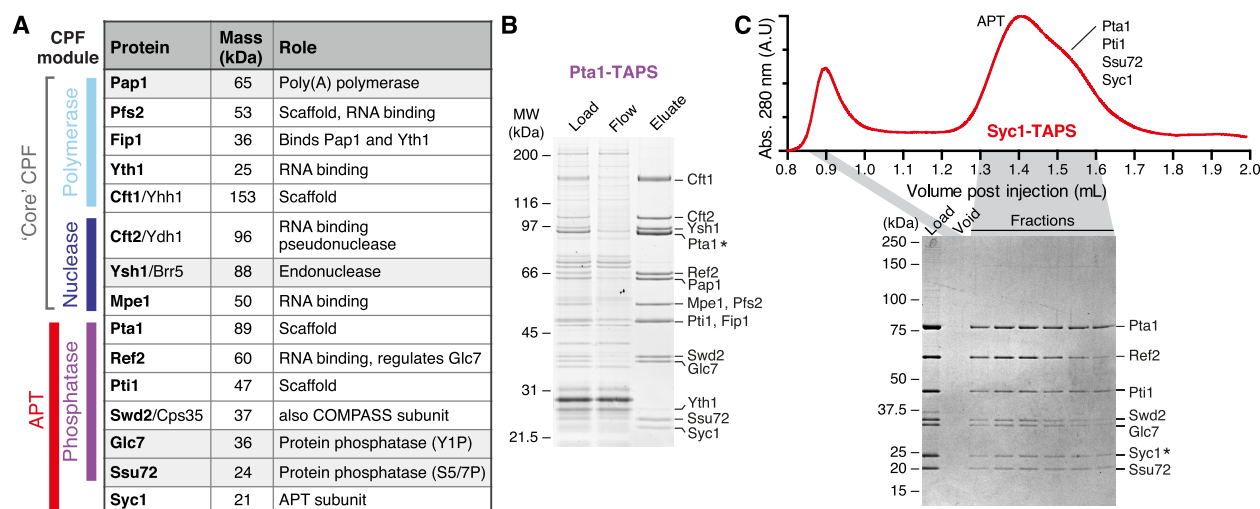 A
CPF
module
Protein
Mass
(kDa)
Role
'Core' CPF
Polymerase
Nuclease
APT
Phosphatase
Pap1 65 Poly(A) polymerase
Pfs2 53 Scaffold, RNA binding
Fip1 36 Binds Pap1 and Yth1
Yth1 25 RNA binding
Cft1/Yhh1 153 Scaffold
Cft2/Ydh1 96 RNA binding
pseudonuclease
Ysh1/Brr5 88 Endonuclease
Mpe1 50 RNA binding
Pta1 89 Scaffold
Ref2 60 RNA binding, regulates Glc7
Pti1 47 Scaffold
Swd2/Cps35 37 also COMPASS subunit
Glc7 36 Protein phosphatase (Y1P)
Ssu72 24 Protein phosphatase (S5/7P)
Syc1 21 APT subunit
B
Pta1-TAPS
MW
(kDa)
Load
Flow
Eluate
200
116
97
66
45
31
21.5
Cft1
Cft2
Ysh1
Pta1*
Ref2
Pap1
Mpe1, Pfs2
Pti1, Fip1
Swd2
Glc7
Yth1
Ssu72
Syc1
C
Abs. 280 nm (A.U)
APT
Pta1
Pti1
Ssu72
Syc1
Syc1-TAPS
0.8 0.9 1.0 1.1 1.2 1.3 1.4 1.5 1.6 1.7 1.8 1.9 2.0
Volume post injection (mL)
(kDa)
Load
Void
Fractions
250
150
100
75
50
37.5
25
20
15
Pta1
Ref2
Pti1
Swd2
Glc7
Syc1*
Ssu72